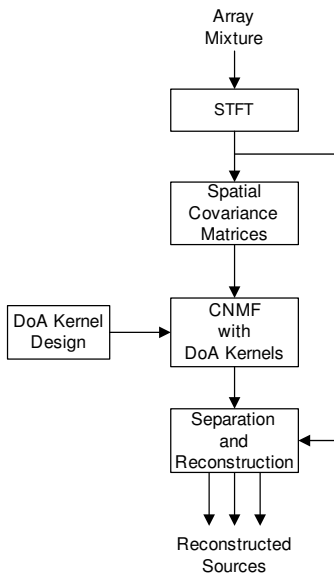 Array
Mixture
STFT
Spatial
Covariance
Matrices
DoA Kernel
Design
CNMF
with
DoA Kernels
Separation
and
Reconstruction
Reconstructed
Sources